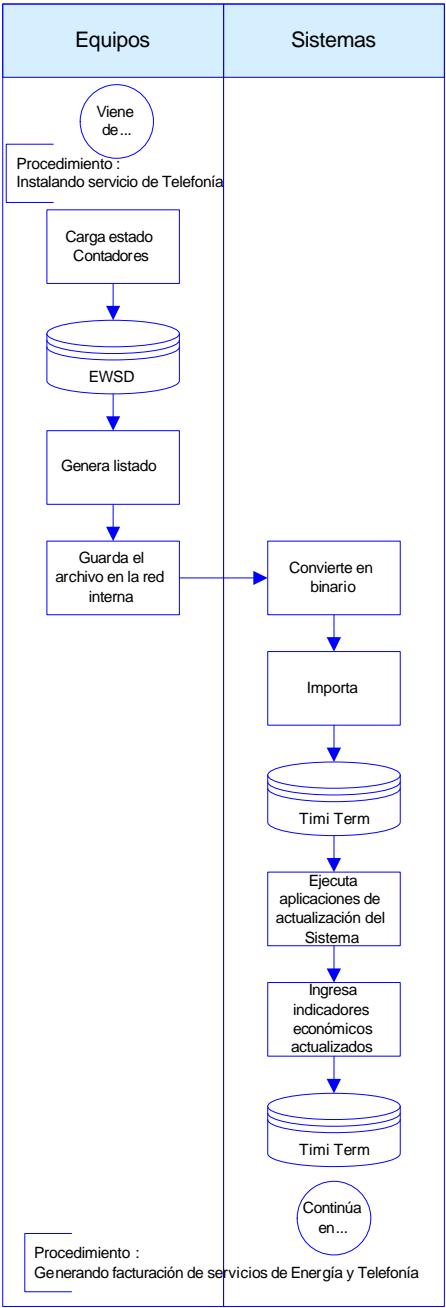 Equipos
Sistemas
Viene
de...
Procedimiento :
Instalando servicio de Telefonía
Carga estado
Contadores
EWSD
Genera listado
Guarda el
archivo en la red
interna
Convierte en
binario
Importa
Timi Term
Ejecuta
aplicaciones de
actualización del
Sistema
Ingresa
indicadores
económicos
actualizados
Timi Term
Continúa
en...
Procedimiento :
Generando facturación de servicios de Energía y Telefonía